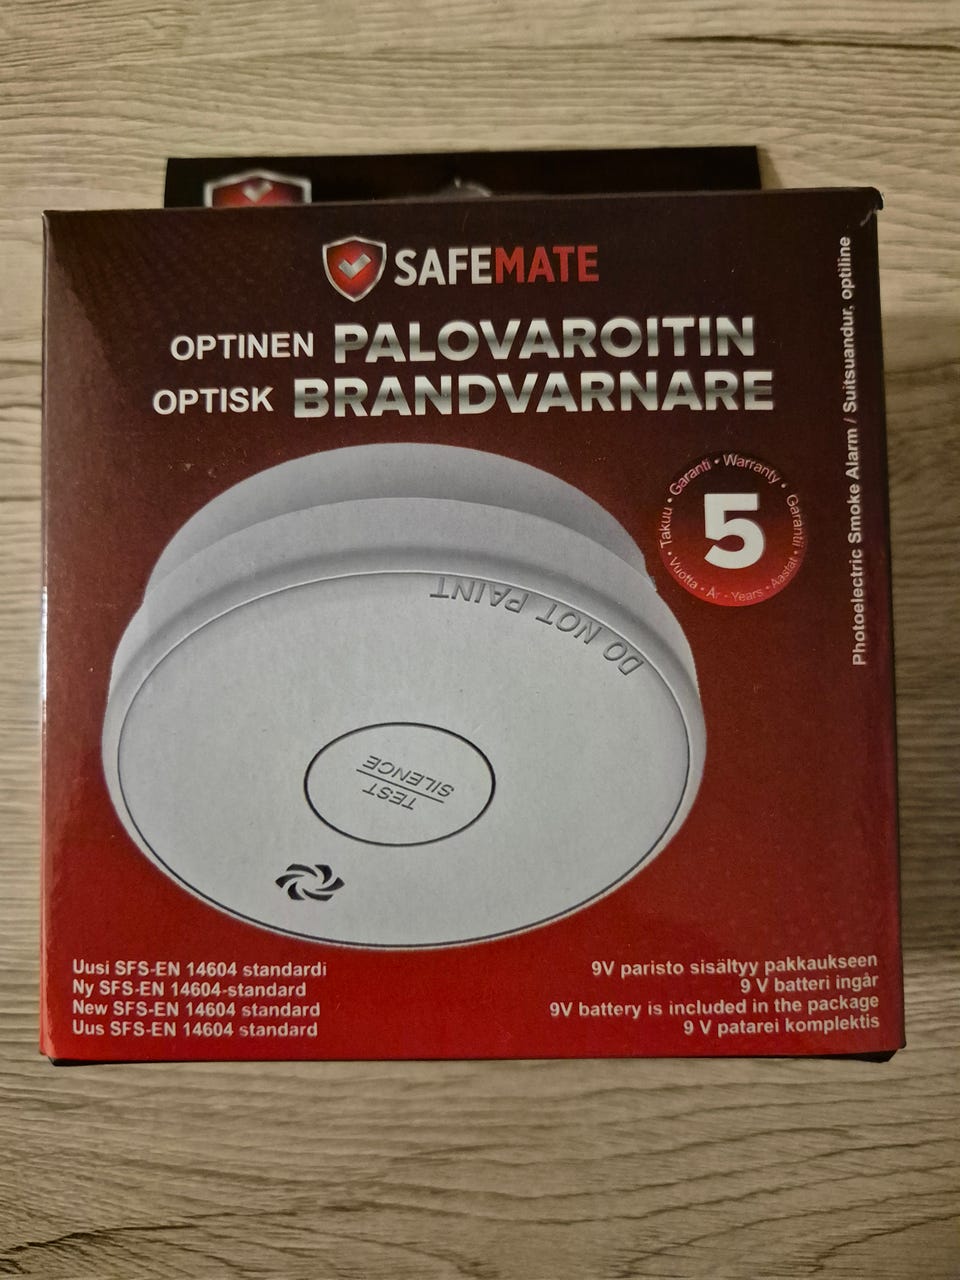 SAFEMATE
OPTINEN PALOVAROITIN
OPTISK BRANDVARNARE
Photoelectric Smoke Alarm / Suitsuandur, optiline
Takuu • Garanti • Warranty • Garantii •
5
Vuotta • År - Years - Aastat
DO NOT PAINT
TEST
SILENCE
Uusi SFS-EN 14604 standardi
Ny SFS-EN 14604-standard
New SFS-EN 14604 standard
Uus SFS-EN 14604 standard
9V paristo sisältyy pakkaukseen
9 V batteri ingår
9V battery is included in the package
9 V patarei komplektis